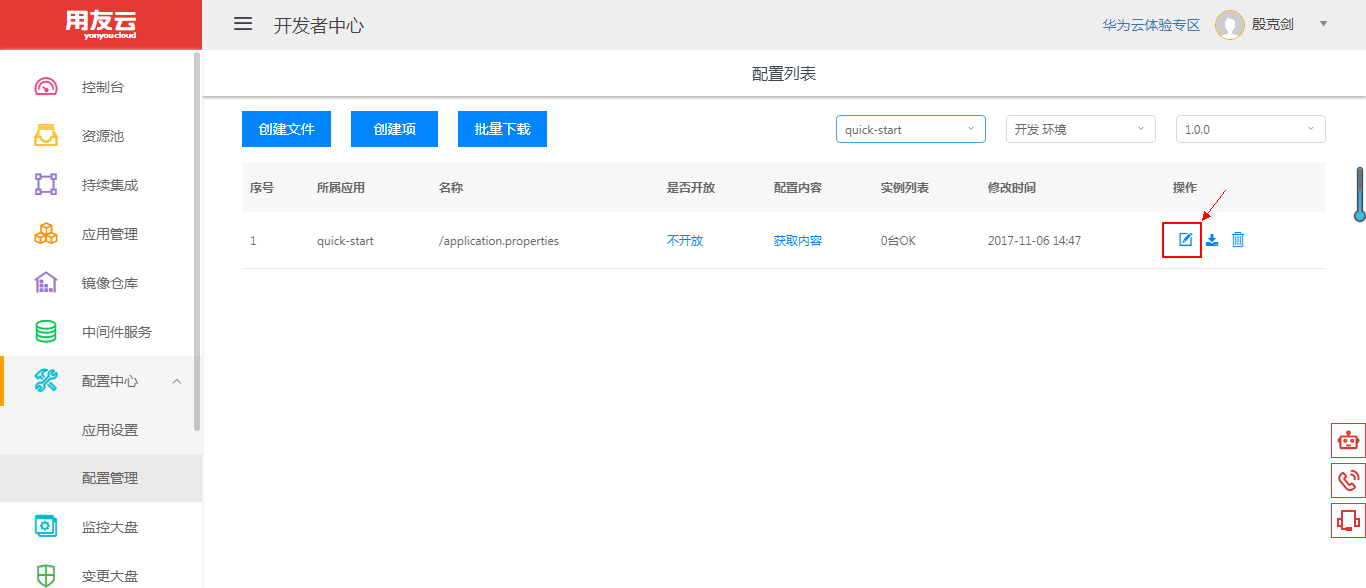 用友云
yonyoucloud
开发者中心
华为云体验专区
殷克剑
控制台
资源池
持续集成
应用管理
镜像仓库
中间件服务
配置中心
应用设置
配置管理
监控大盘
变更大盘
配置列表
创建文件 创建项 批量下载 quick-start 开发 环境 1.0.0
序号 所属应用 名称 是否开放 配置内容 实例列表 修改时间 操作
1 quick-start /application.properties 不开放 获取内容 0台OK 2017-11-06 14:47